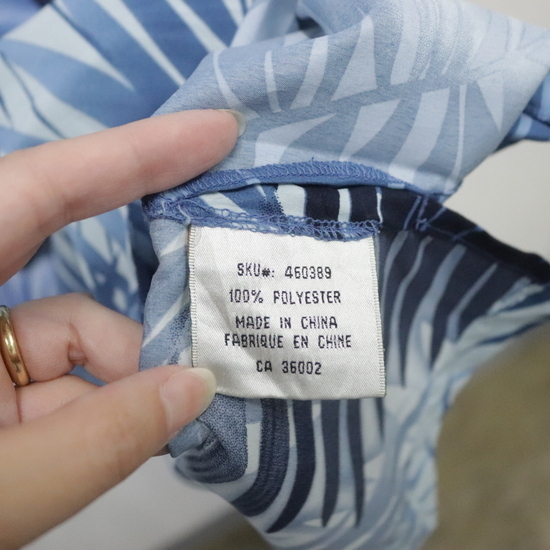 SKU#: 460389
100% POLYESTER
MADE IN CHINA
FABRIQUE EN CHINE
CA 36002